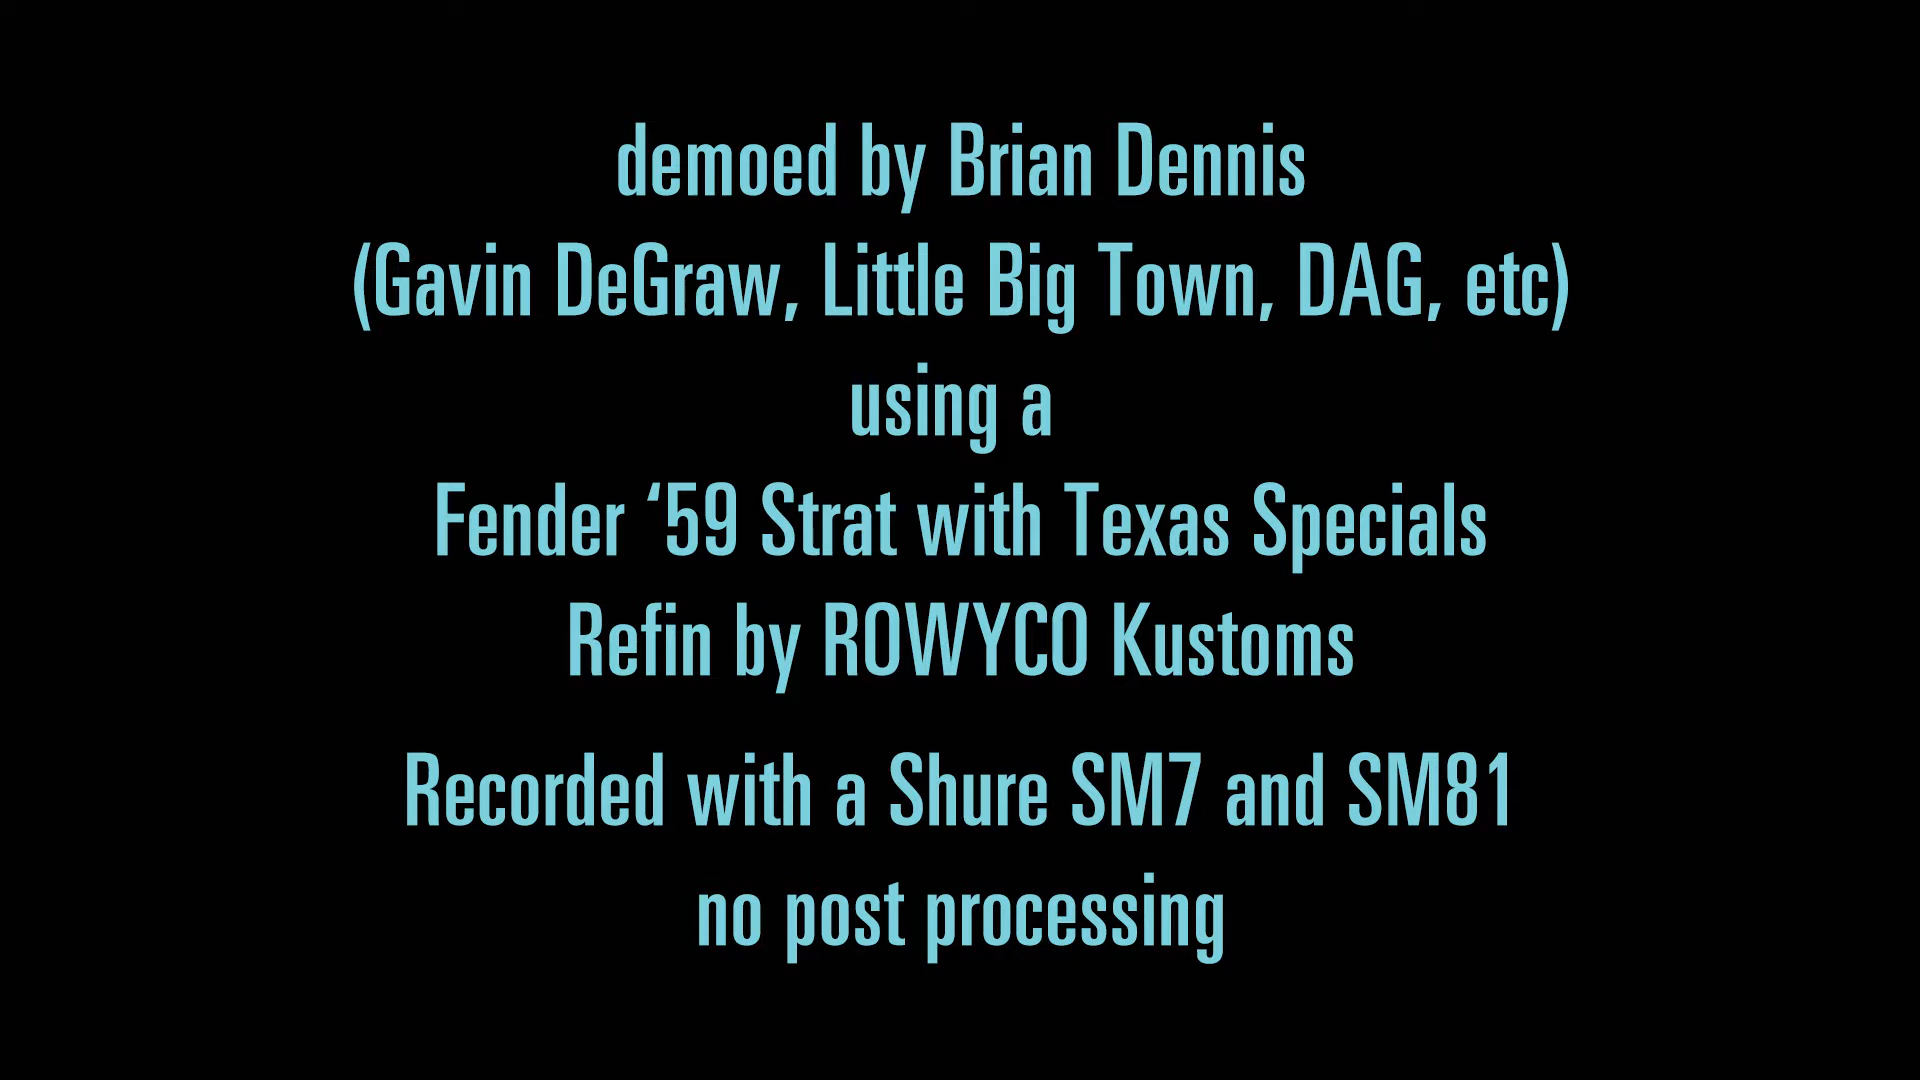 demoed by Brian Dennis
(Gavin DeGraw, Little Big Town, DAG, etc)
using a
Fender ‘59 Strat with Texas Specials
Refin by ROWYCO Kustoms
Recorded with a Shure SM7 and SM81
no post processing